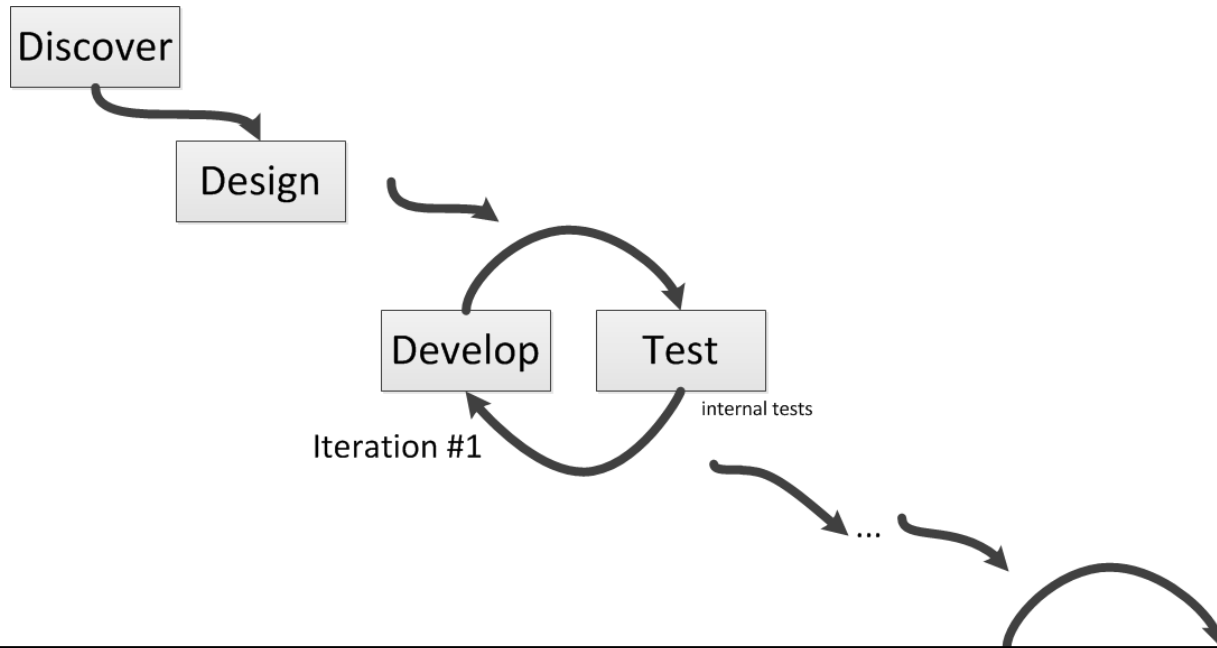 Discover
Design
Develop
Test
internal tests
Iteration #1
...